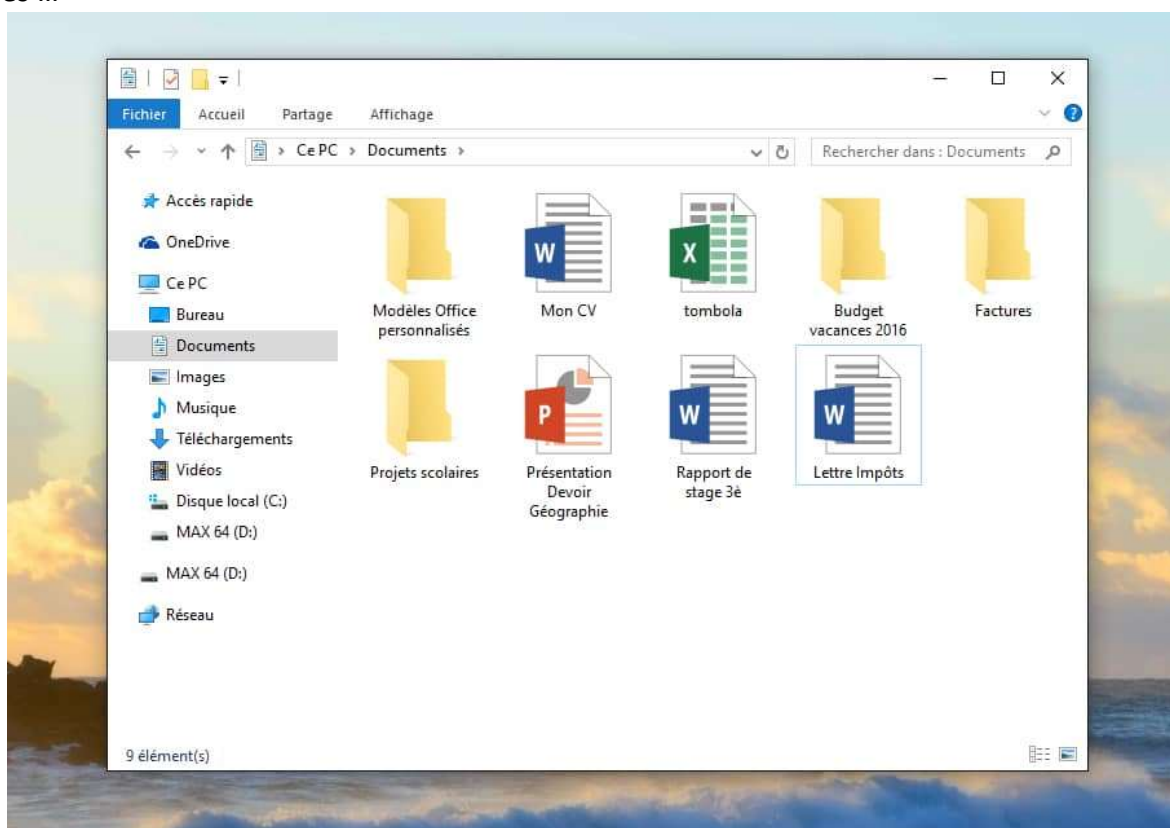 Fichier Accueil Partage Affichage
Ce PC > Documents >
Rechercher dans : Documents
Accès rapide
OneDrive
Ce PC
Bureau
Documents
Images
Musique
Téléchargements
Vidéos
Disque local (C:)
MAX 64 (D:)
MAX 64 (D:)
Réseau
Modèles Office
personnalisés
Mon CV
tombola
Budget
vacances 2016
Factures
Projets scolaires
Présentation
Devoir
Géographie
Rapport de
stage 3è
Lettre Impôts
9 élément(s)